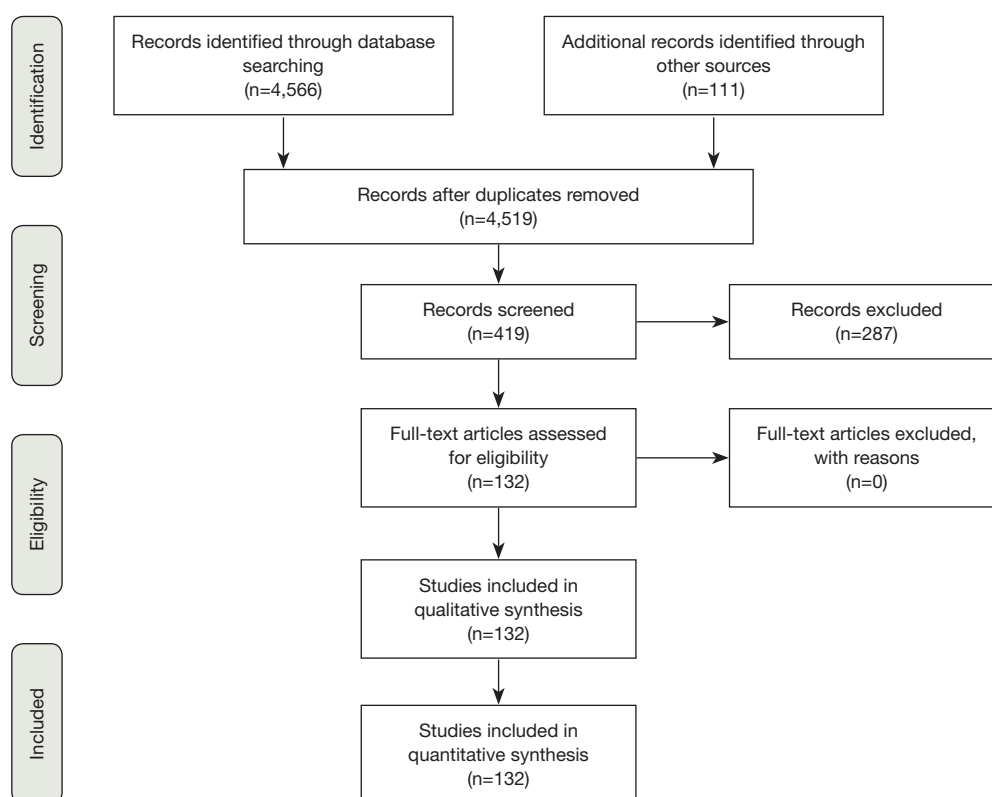 Identification
Records identified through database
searching
(n=4,566)
Additional records identified through
other sources
(n=111)
Records after duplicates removed
(n=4,519)
Screening
Records screened
(n=419)
Records excluded
(n=287)
Eligibility
Full-text articles assessed
for eligibility
(n=132)
Full-text articles excluded,
with reasons
(n=0)
Studies included in
qualitative synthesis
(n=132)
Included
Studies included in
quantitative synthesis
(n=132)